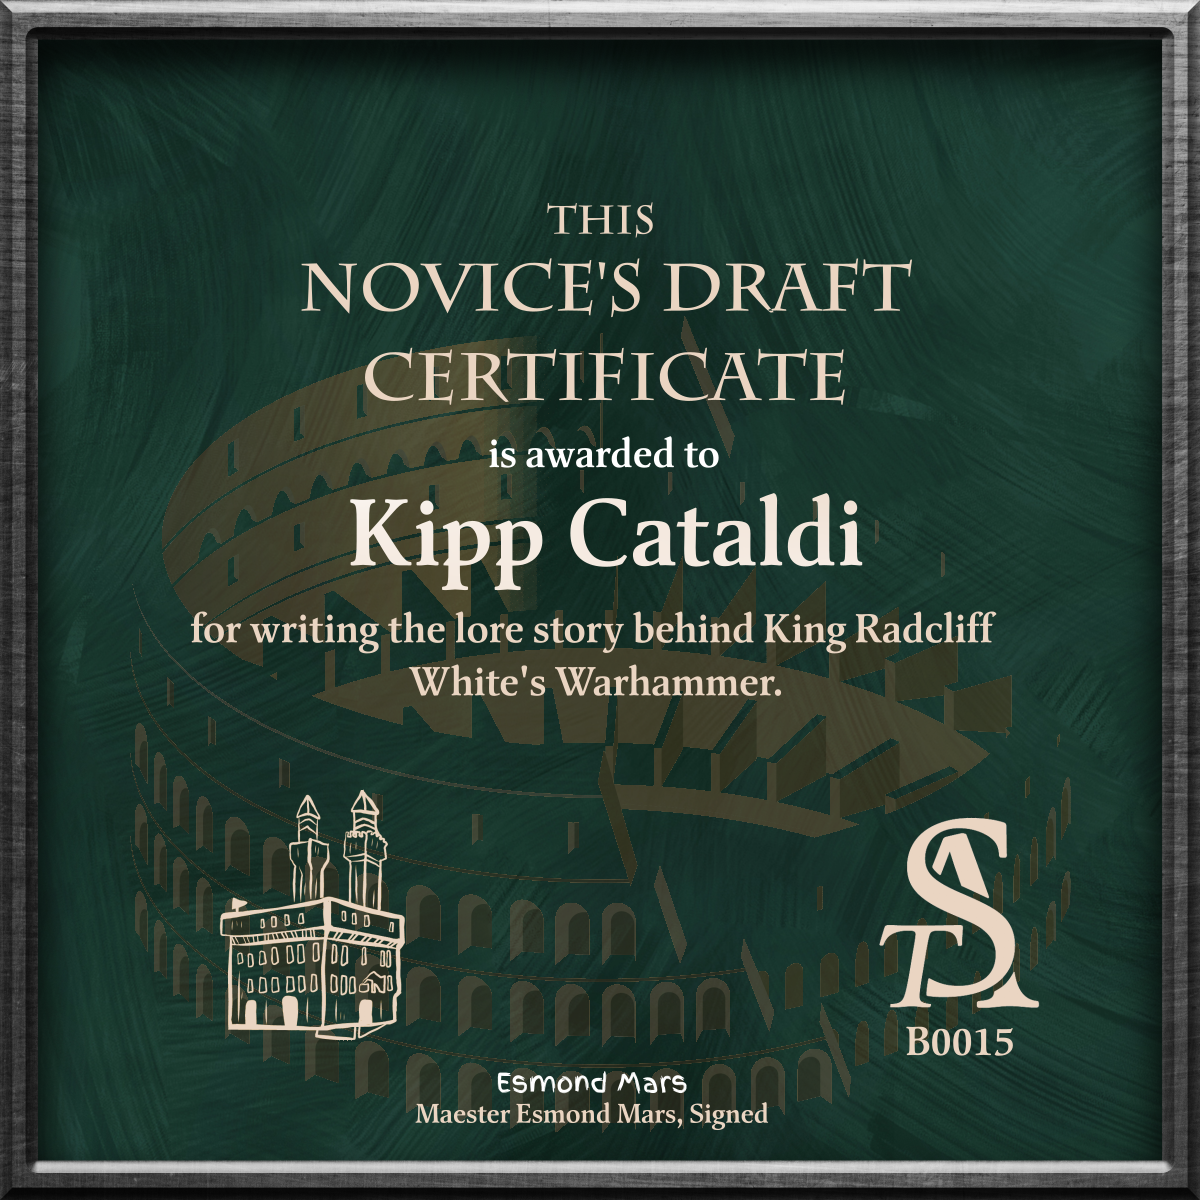 THIS
NOVICE'S DRAFT
CERTIFICATE
is awarded to
Kipp Cataldi
for writing the lore story behind King Radcliff
White's Warhammer.
STA
B0015
Esmond Mars
Maester Esmond Mars, Signed